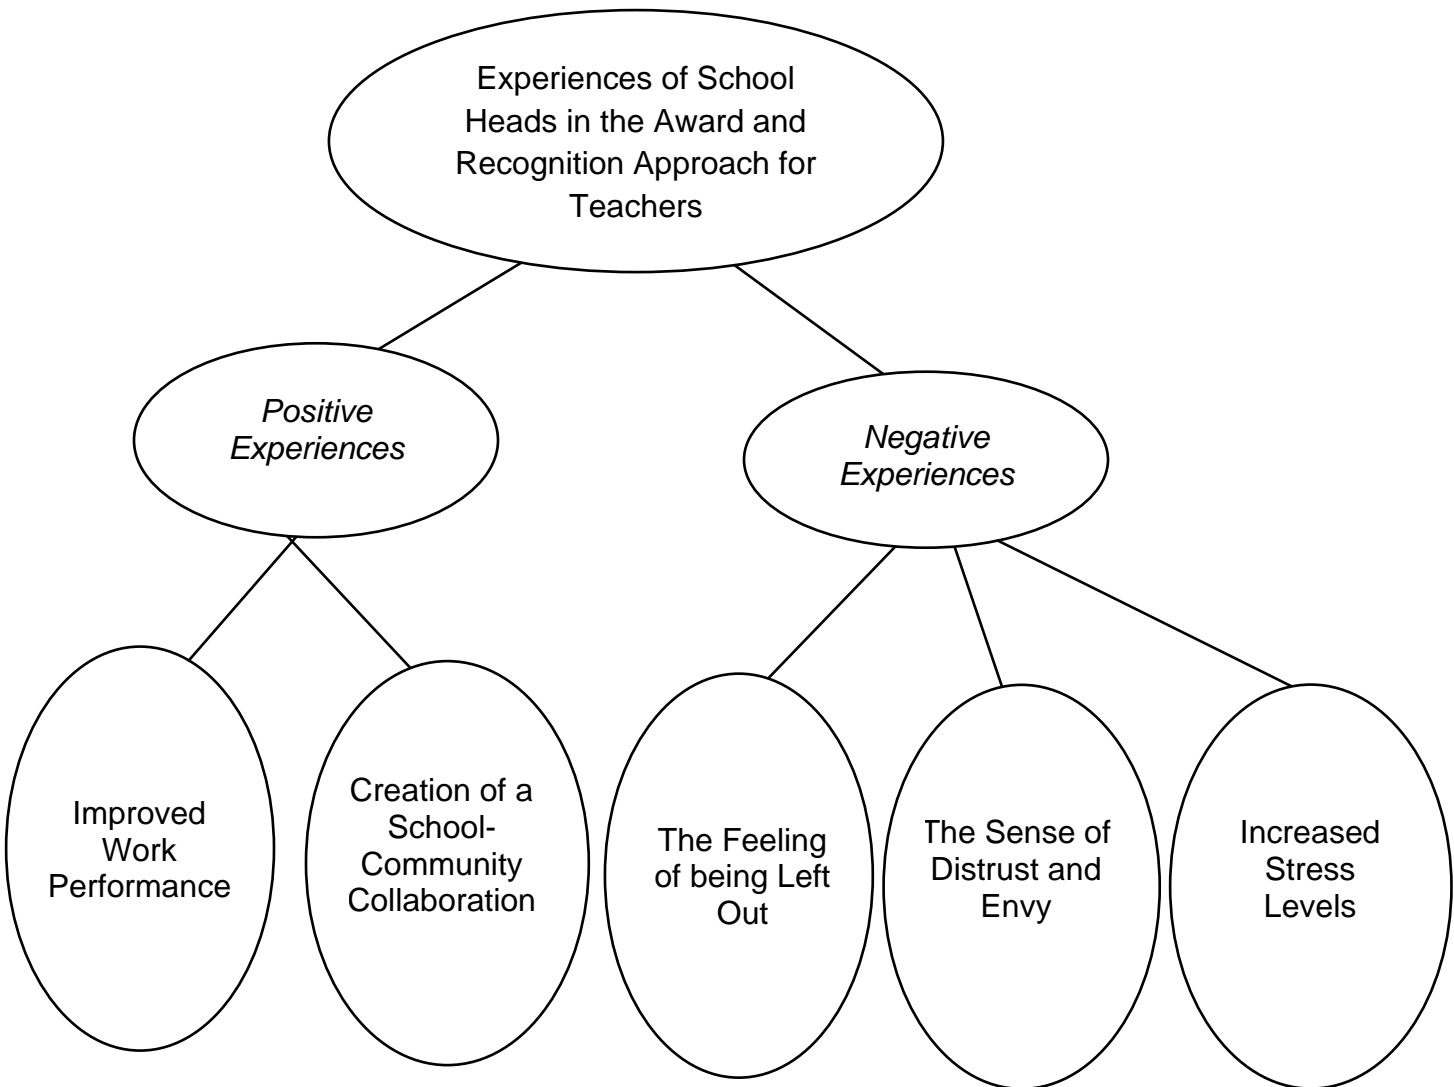 Experiences of School
Heads in the Award and
Recognition Approach for
Teachers
Positive
Experiences
Negative
Experiences
Improved
Work
Performance
Creation of a
School-
Community
Collaboration
The Feeling
of being Left
Out
The Sense of
Distrust and
Envy
Increased
Stress
Levels